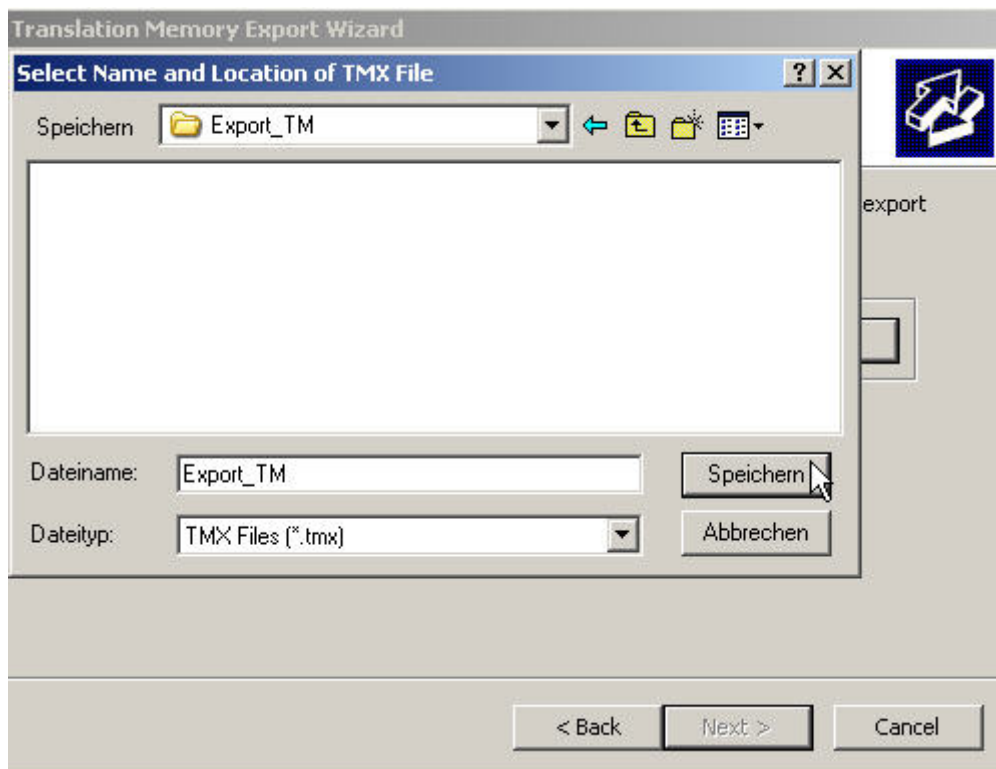 Translation Memory Export Wizard
Select Name and Location of TMX File
Speichern Export_TM
export
Dateiname: Export_TM Speichern
Dateityp: TMX Files (*.tmx) Abbrechen
< Back Next > Cancel